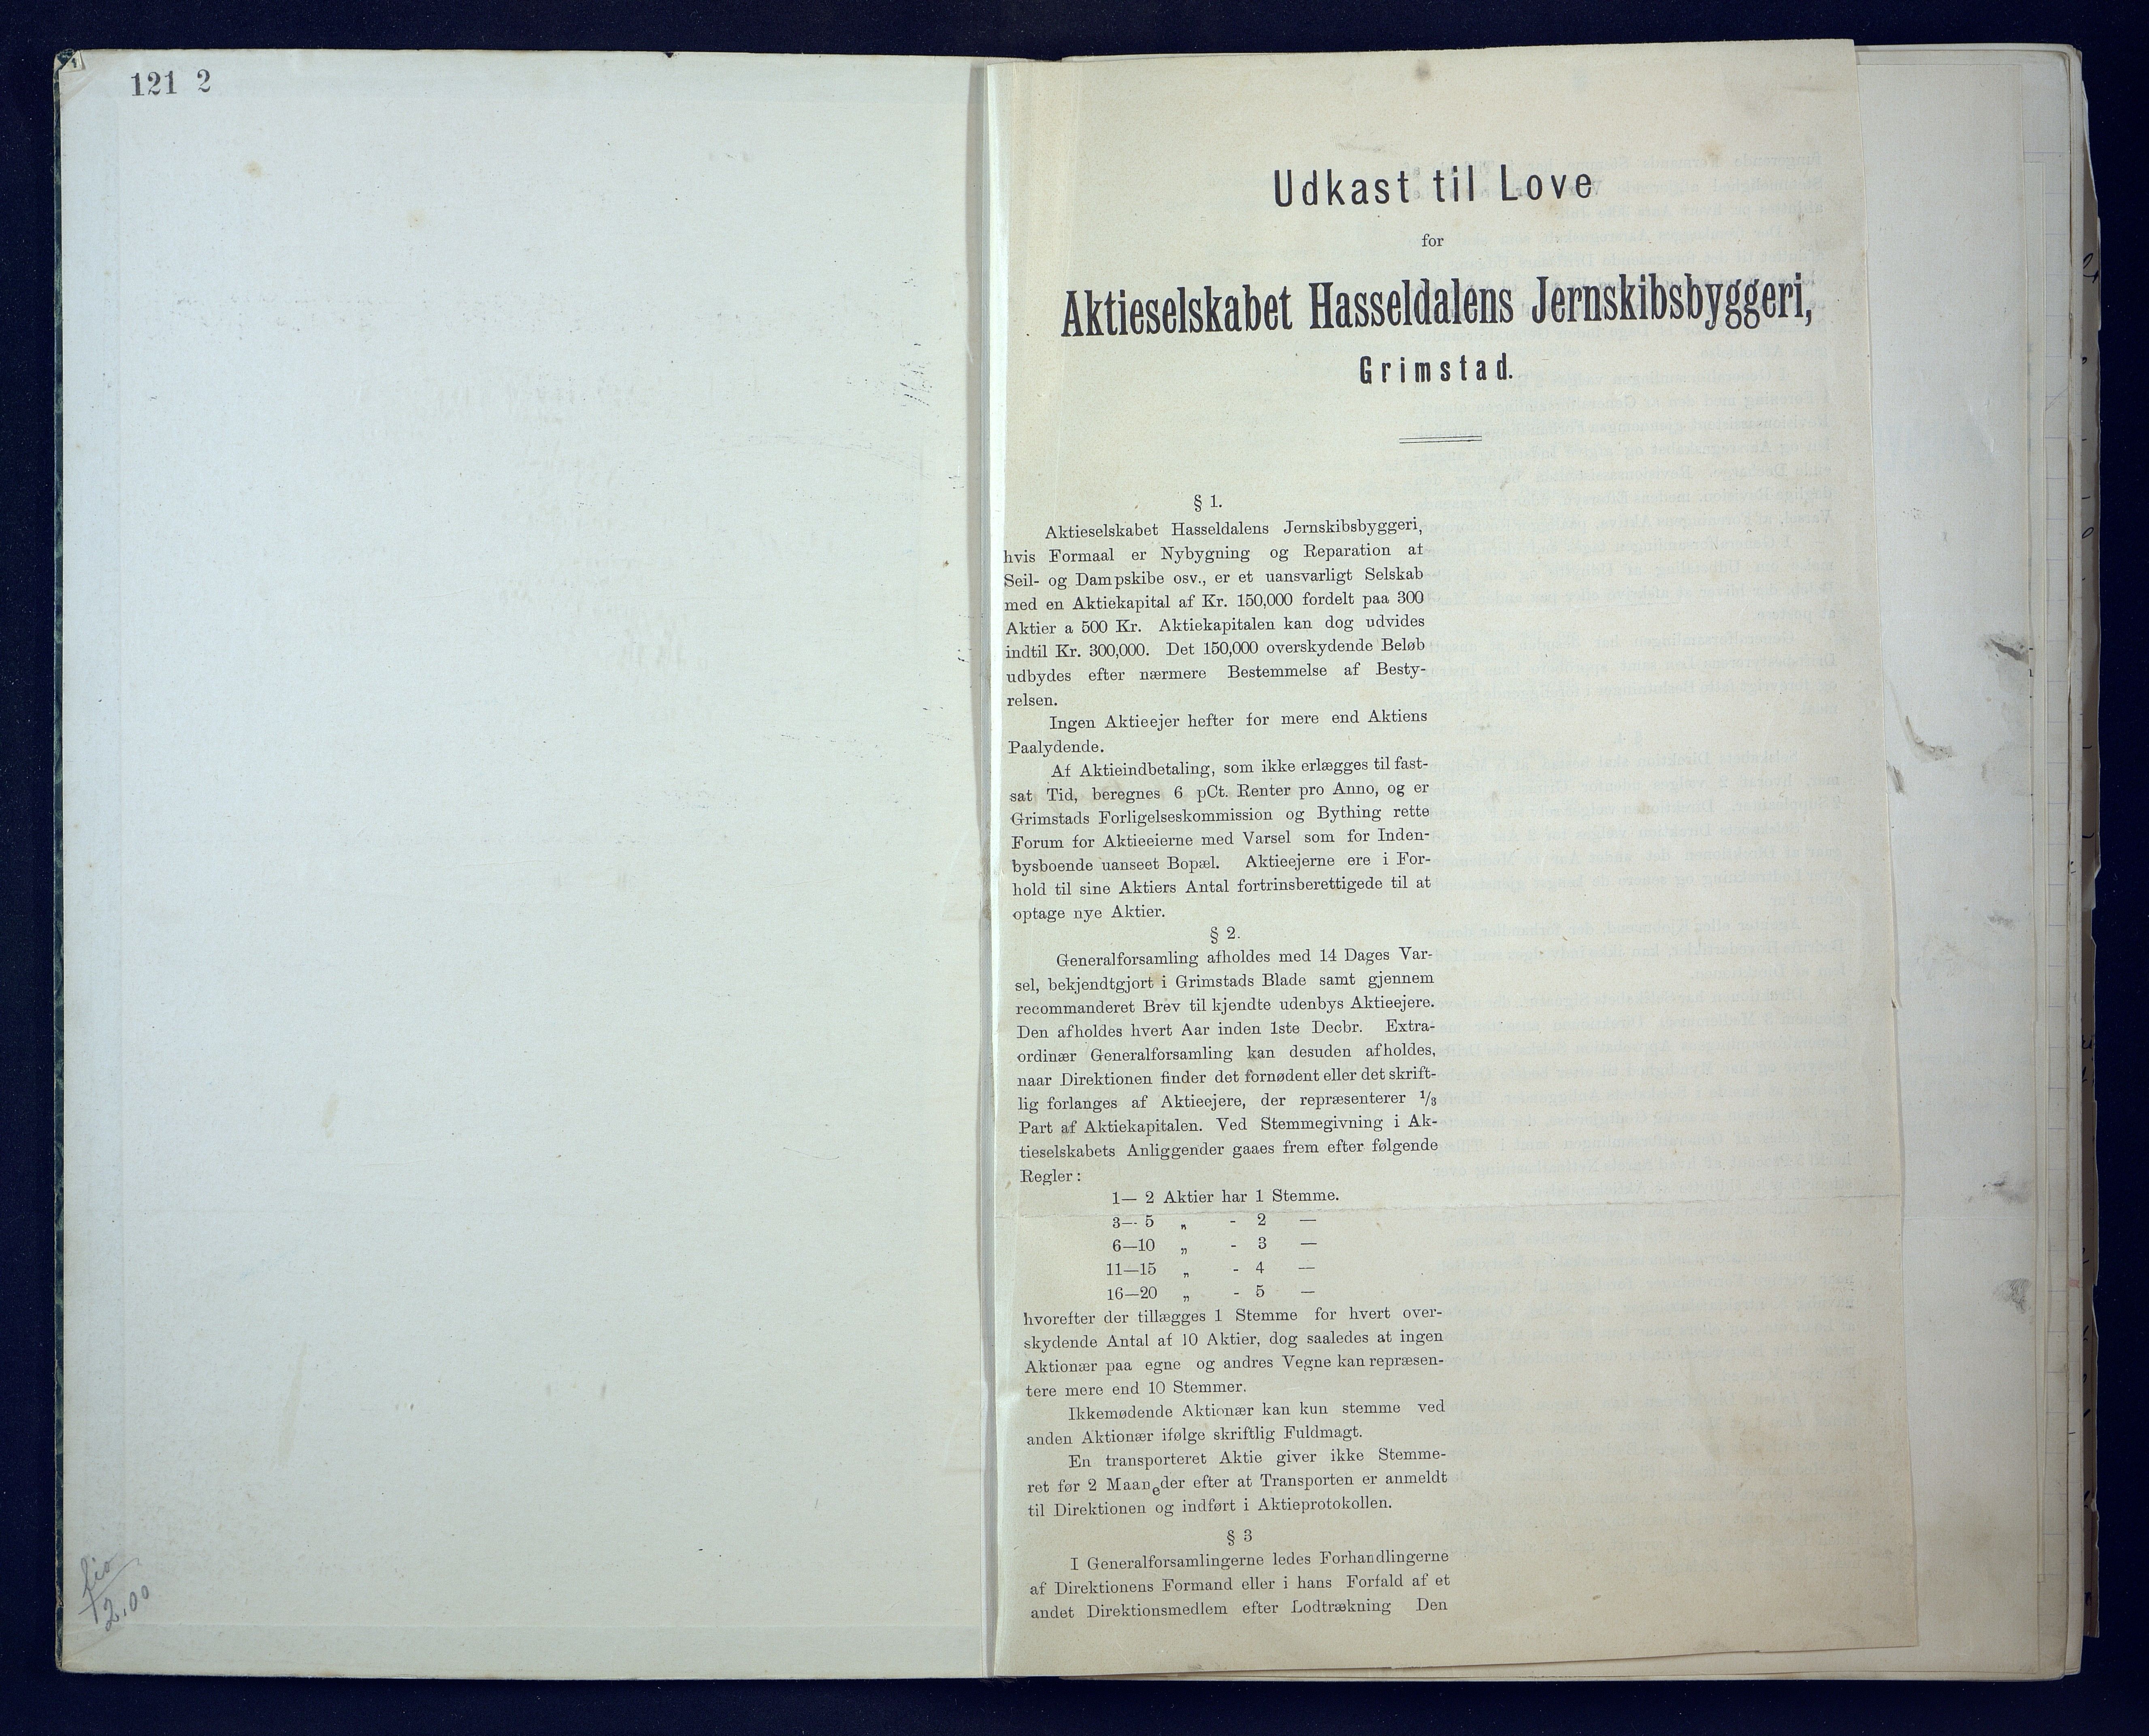 121 2
Udkast til Love
for
Aktieselskabet Hasseldalens Jernskibsbyggeri,
Grimstad.
§ 1.
Aktieselskabet Hasseldalens Jernskibsbyggeri,
hvis Formaal er Nybygning og Reparation at
Seil- og Dampskibe osv., er et uansvarligt Selskab
med en Aktiekapital af Kr. 150,000 fordelt paa 300
Aktier a 500 Kr. Aktiekapitalen kan dog udvides
indtil Kr. 300,000. Det 150,000 overskydende Beløb
udbydes efter nærmere Bestemmelse af Besty-
relsen.
Ingen Aktieejer hefter for mere end Aktiens
Paalydende.
Af Aktieindbetaling, som ikke erlægges til fast-
sat Tid, beregnes 6 pCt. Renter pro Anno, og er
Grimstads Forligelseskommission og Bything rette
Forum for Aktieeierne med Varsel som for Inden-
bysboende uanseet Bopæl. Aktieejerne ere i For-
hold til sine Aktiers Antal fortrinsberettigede til at
optage nye Aktier.
§ 2.
Generalforsamling afholdes med 14 Dages Var-
sel, bekjendtgjort i Grimstads Blade samt gjennem
recommanderet Brev til kjendte udenbys Aktieejere.
Den afholdes hvert Aar inden 1ste Decbr. Extra-
ordinær Generalforsamling kan desuden afholdes,
naar Direktionen finder det fornødent eller det skrift-
lig forlanges af Aktieejere, der repræsenterer 1/3
Part af Aktiekapitalen. Ved Stemmegivning i Ak-
tieselskabets Anliggender gaaes frem efter følgende
Regler:
1— 2 Aktier har 1 Stemme.
3— 5 „ - 2 —
6—10 „ - 3 —
11—15 „ - 4 —
16—20 „ - 5 —
hvorefter der tillægges 1 Stemme for hvert over-
skydende Antal af 10 Aktier, dog saaledes at ingen
Aktionær paa egne og andres Vegne kan repræsen-
tere mere end 10 Stemmer.
Ikkemødende Aktionær kan kun stemme ved
anden Aktionær ifølge skriftlig Fuldmagt.
En transporteret Aktie giver ikke Stemme-
ret før 2 Maaneder efter at Transporten er anmeldt
til Direktionen og indført i Aktieprotokollen.
§ 3
I Generalforsamlingerne ledes Forhandlingerne
af Direktionens Formand eller i hans Forfald af et
andet Direktionsmedlem efter Lodtrækning Den
2.00